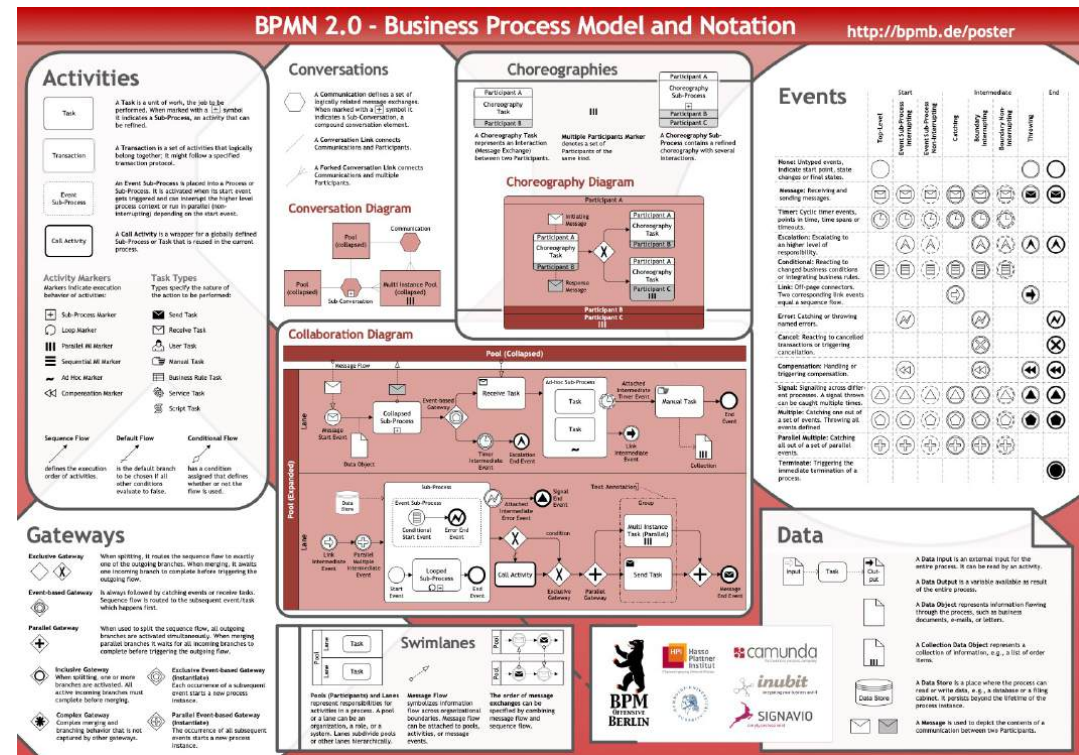 BPMN 2.0 - Business Process Model and Notation
http://bpmb.de/poster
Activities
Task
A Task is a unit of work, the job to be
performed. When marked with a + symbol
it indicates a Sub-Process, an activity that can
be refined.
Transaction
A Transaction is a set of activities that logically
belong together; it might follow a specified
transaction protocol.
Event
Sub-Process
An Event Sub-Process is placed into a Process or
Sub-Process. It is activated when its start event
gets triggered and can interrupt the higher level
process context or run in parallel (non-
interrupting) depending on the start event.
Call Activity
A Call Activity is a wrapper for a globally defined
Sub-Process or Task that is reused in the current
process.
Activity Markers
Markers indicate execution
behavior of activities:
Sub-Process Marker
Loop Marker
Parallel MI Marker
Sequential MI Marker
Ad Hoc Marker
Compensation Marker
Task Types
Types specify the nature of
the action to be performed:
Send Task
Receive Task
User Task
Manual Task
Business Rule Task
Service Task
Script Task
Sequence Flow
defines the execution
order of activities.
Default Flow
is the default branch
to be chosen if all
other conditions
evaluate to false.
Conditional Flow
has a condition
assigned that defines
whether or not the
flow is used.
Gateways
Exclusive Gateway
When splitting, it routes the sequence flow to exactly
one of the outgoing branches. When merging, it awaits
one incoming branch to complete before triggering the
outgoing flow.
Event-based Gateway
Is always followed by catching events or receive tasks.
Sequence flow is routed to the subsequent event/task
which happens first.
Parallel Gateway
When used to split the sequence flow, all outgoing
branches are activated simultaneously. When merging
parallel branches it waits for all incoming branches to
complete before triggering the outgoing flow.
Inclusive Gateway
When splitting, one or more
branches are activated. All
active incoming branches must
complete before merging.
Exclusive Event-based Gateway
(Instantiate)
Each occurrence of a subsequent
event starts a new process
instance.
Complex Gateway
Complex merging and
branching behavior that is not
captured by other gateways.
Parallel Event-based Gateway
(Instantiate)
The occurrence of all subsequent
events starts a new process
instance.
Conversations
A Communication defines a set of
logically related message exchanges.
When marked with a + symbol it
indicates a Sub-Conversation, a
compound conversation element.
A Conversation Link connects
Communications and Participants.
A Forked Conversation Link connects
Communications and multiple
Participants.
Conversation Diagram
Pool
(collapsed)
Communication
Pool
(collapsed)
Sub-Conversation
Multi Instance Pool
(collapsed)
Choreographies
Participant A
Choreography
Task
Participant B
A Choreography Task
represents an Interaction
(Message Exchange)
between two Participants.
Multiple Participants Marker
denotes a set of
Participants of the
same kind.
Participant A
Choreography
Sub-Process
Participant B
Participant C
A Choreography Sub-
Process contains a refined
choreography with several
Interactions.
Choreography Diagram
Participant A
Initiating
Message
Participant A
Choreography
Task
Participant B
Response
Message
Participant A
Choreography
Task
Participant B
Participant A
Choreography
Task
Participant C
Participant B
Participant C
Collaboration Diagram
Pool (Collapsed)
Message Flow
Pool (Expanded)
Lane
Message
Start Event
Data Object
Collapsed
Sub-Process
Event-based
Gateway
Receive Task
Timer
Intermediate
Event
Escalation
End Event
Ad-hoc Sub-Process
Task
Task
Attached
Intermediate
Timer Event
Link
Intermediate
Event
Manual Task
End
Event
Collection
Lane
Link
Intermediate
Event
Parallel
Multiple
Intermediate
Event
Data
Store
Sub-Process
Event Sub-Process
Conditional
Start Event
Error End
Event
Start
Event
Looped
Sub-Process
End
Event
Attached
Intermediate
Error Event
Signal
End
Event
Call Activity
condition
Exclusive
Gateway
Parallel
Gateway
Text Annotation
Group
Multi Instance
Task (Parallel)
Send Task
Message
End Event
Swimlanes
Pool
Lane
Task
Lane
Task
Pools (Participants) and Lanes
represent responsibilities for
activities in a process. A pool
or a lane can be an
organization, a role, or a
system. Lanes subdivide pools
or other lanes hierarchically.
Message Flow
symbolizes information
flow across organizational
boundaries. Message flow
can be attached to pools,
activities, or message
events.
Pool
Pool
The order of message
exchanges can be
specified by combining
message flow and
sequence flow.
Events
Start
Intermediate
End
Top-Level
Event Sub-Process
Interrupting
Event Sub-Process
Non-Interrupting
Catching
Boundary
Interrupting
Boundary Non-
Interrupting
Throwing
None: Untyped events,
indicate start point, state
changes or final states.
Message: Receiving and
sending messages.
Timer: Cyclic timer events,
points in time, time spans or
timeouts.
Escalation: Escalating to
an higher level of
responsibility.
Conditional: Reacting to
changed business conditions
or integrating business rules.
Link: Off-page connectors.
Two corresponding link events
equal a sequence flow.
Error: Catching or throwing
named errors.
Cancel: Reacting to cancelled
transactions or triggering
cancellation.
Compensation: Handling or
triggering compensation.
Signal: Signalling across differ-
ent processes. A signal thrown
can be caught multiple times.
Multiple: Catching one out of
a set of events. Throwing all
events defined
Parallel Multiple: Catching
all out of a set of parallel
events.
Terminate: Triggering the
immediate termination of a
process.
Data
Input
Task
Out-
put
A Data Input is an external input for the
entire process. It can be read by an activity.
A Data Output is a variable available as result
of the entire process.
A Data Object represents information flowing
through the process, such as business
documents, e-mails, or letters.
A Collection Data Object represents a
collection of information, e.g., a list of order
items.
Data Store
A Data Store is a place where the process can
read or write data, e.g., a database or a filing
cabinet. It persists beyond the lifetime of the
process instance.
A Message is used to depict the contents of a
communication between two Participants.
BPM
OFFENSIVE
BERLIN
HPI
Hasso
Plattner
Institut
camunda
inubit
SIGNAVIO